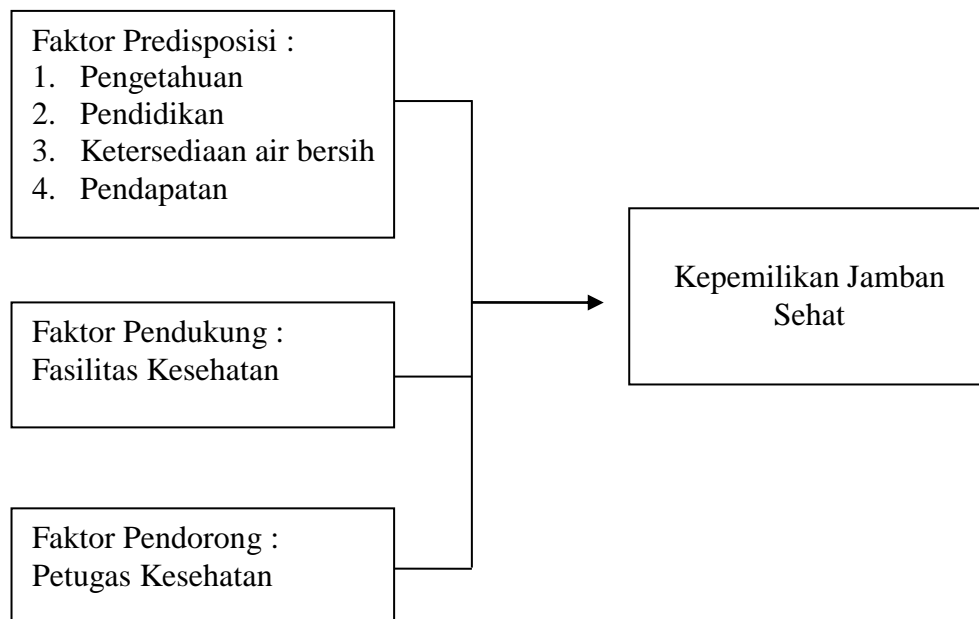 Faktor Predisposisi :
1. Pengetahuan
2. Pendidikan
3. Ketersediaan air bersih
4. Pendapatan
Kepemilikan Jamban
Sehat
Faktor Pendukung :
Fasilitas Kesehatan
Faktor Pendorong :
Petugas Kesehatan